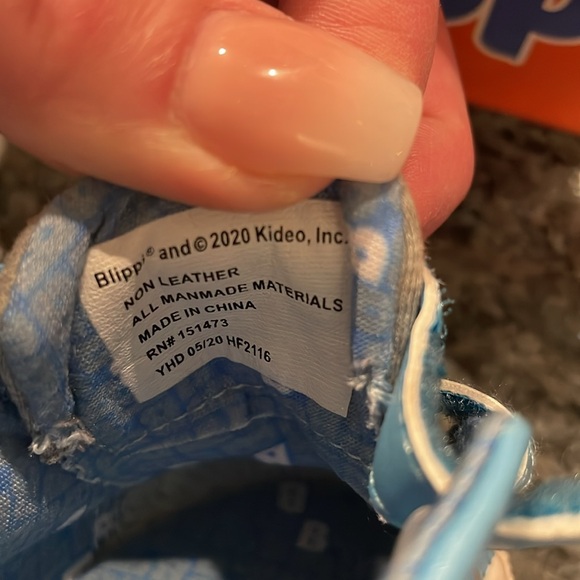 Blippi® and © 2020 Kideo, Inc.
NON LEATHER
ALL MANMADE MATERIALS
MADE IN CHINA
RN# 151473
YHD 05/20 HF2116
B